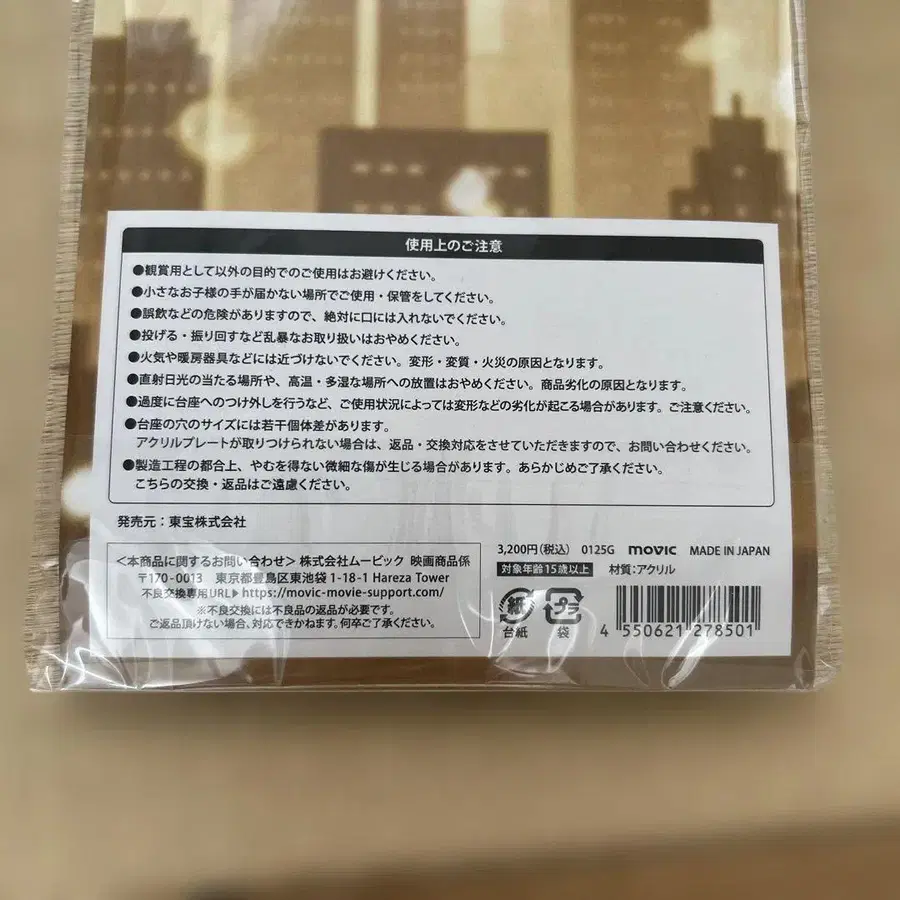 使用上のご注意
●観賞用として以外の目的でのご使用はお避けください。
●小さなお子様の手が届かない場所でご使用・保管をしてください。
●誤飲などの危険がありますので、絶対に口には入れないでください。
●投げる・振り回すなど乱暴なお取り扱いはおやめください。
●火気や暖房器具などには近づけないでください。変形・変質・火災の原因となります。
●直射日光の当たる場所や、高温・多湿な場所への放置はおやめください。商品劣化の原因となります。
●過度に台座へのつけ外しを行うなど、ご使用状況によっては変形などの劣化が起こる場合があります。ご注意ください。
●台座の穴のサイズには若干個体差があります。
アクリルプレートが取りつけられない場合は、返品・交換対応をさせていただきますので、お問い合わせください。
●製造工程の都合上、やむを得ない微細な傷が生じる場合があります。あらかじめご了承ください。
こちらの交換・返品はご遠慮ください。
発売元：東宝株式会社
<本商品に関するお問い合わせ> 株式会社ムービック 映画商品係
〒170-0013 東京都豊島区東池袋 1-18-1 Hareza Tower
不良交換専用URL▶https://movic-movie-support.com/
※不良交換には不良品の返品が必要です。
ご返品頂けない場合、対応できかねます。何卒ご了承ください。
3,200円(税込) 0125G movic MADE IN JAPAN
対象年齢15歳以上 材質：アクリル
紙 プラ
台紙 袋
4 550621 278501